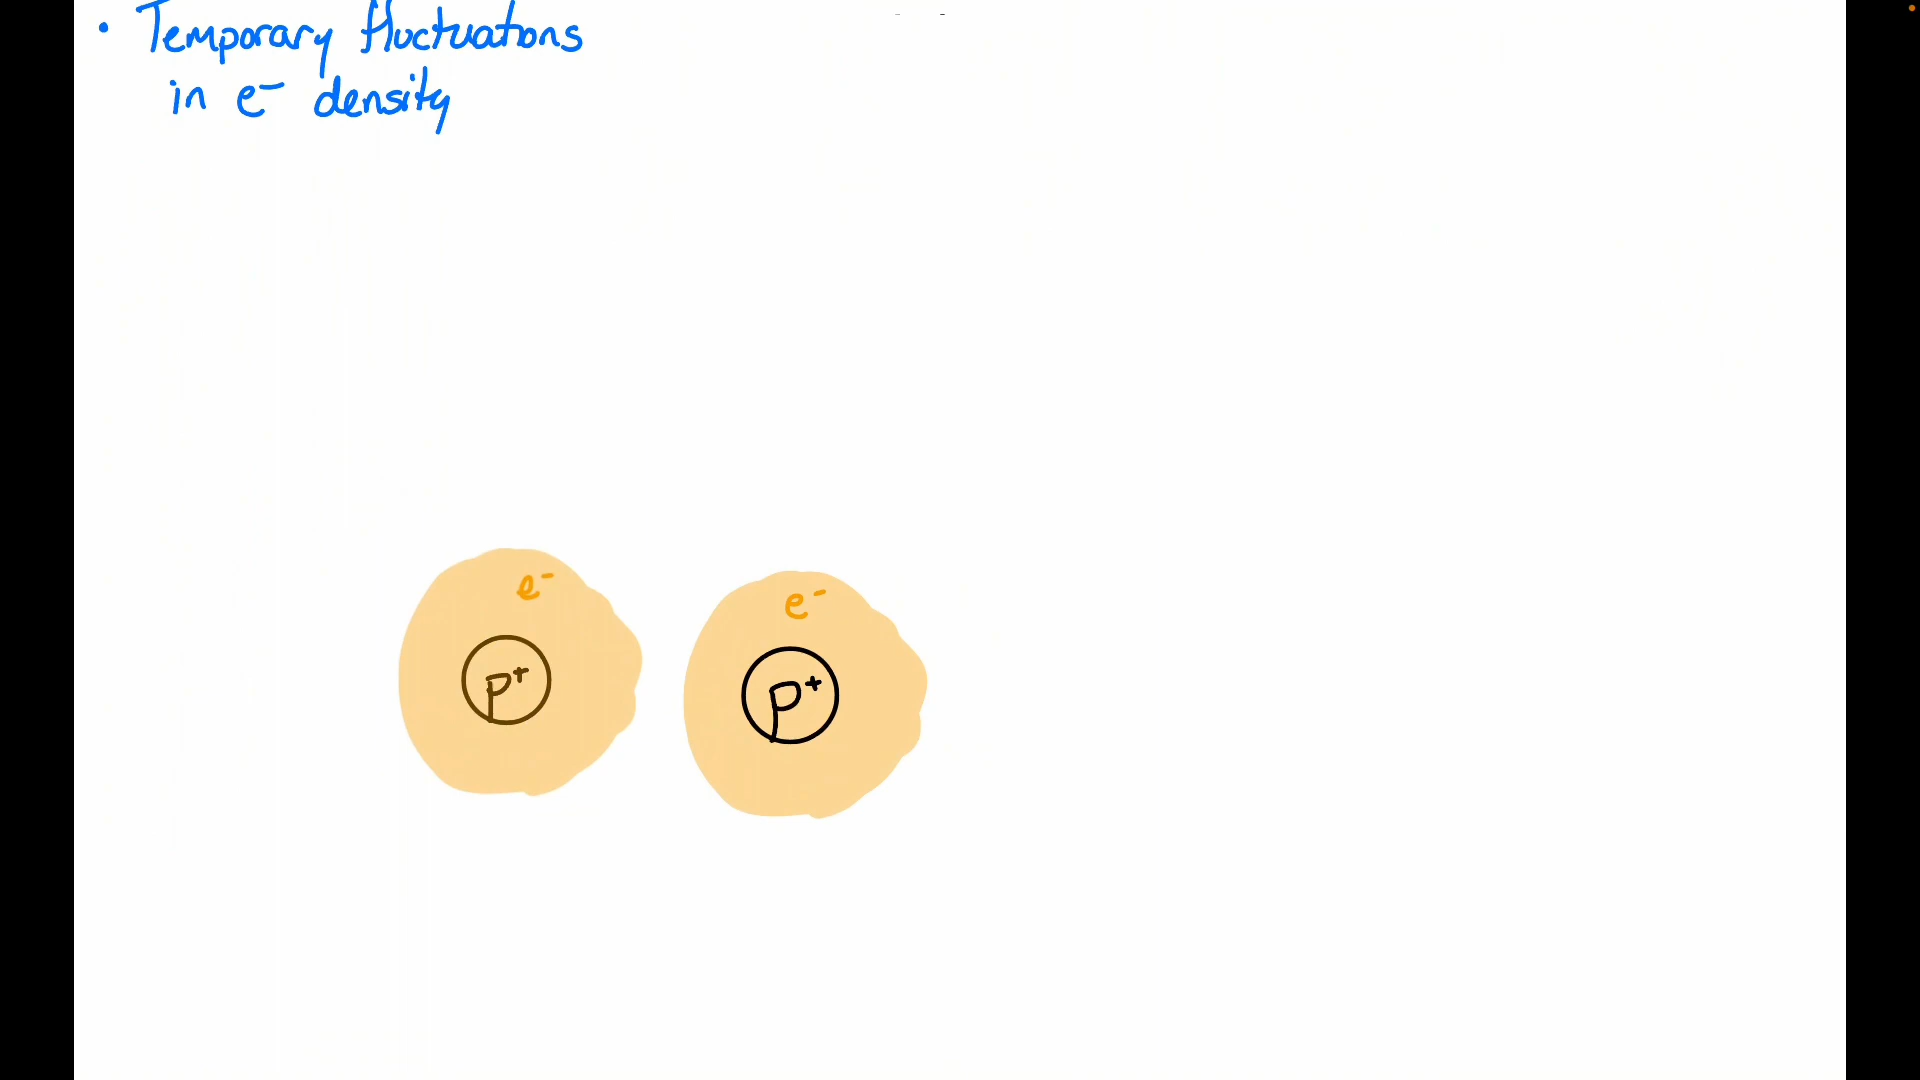 • Temporary fluctuations
in e⁻ density
e⁻
e⁻
p⁺
p⁺